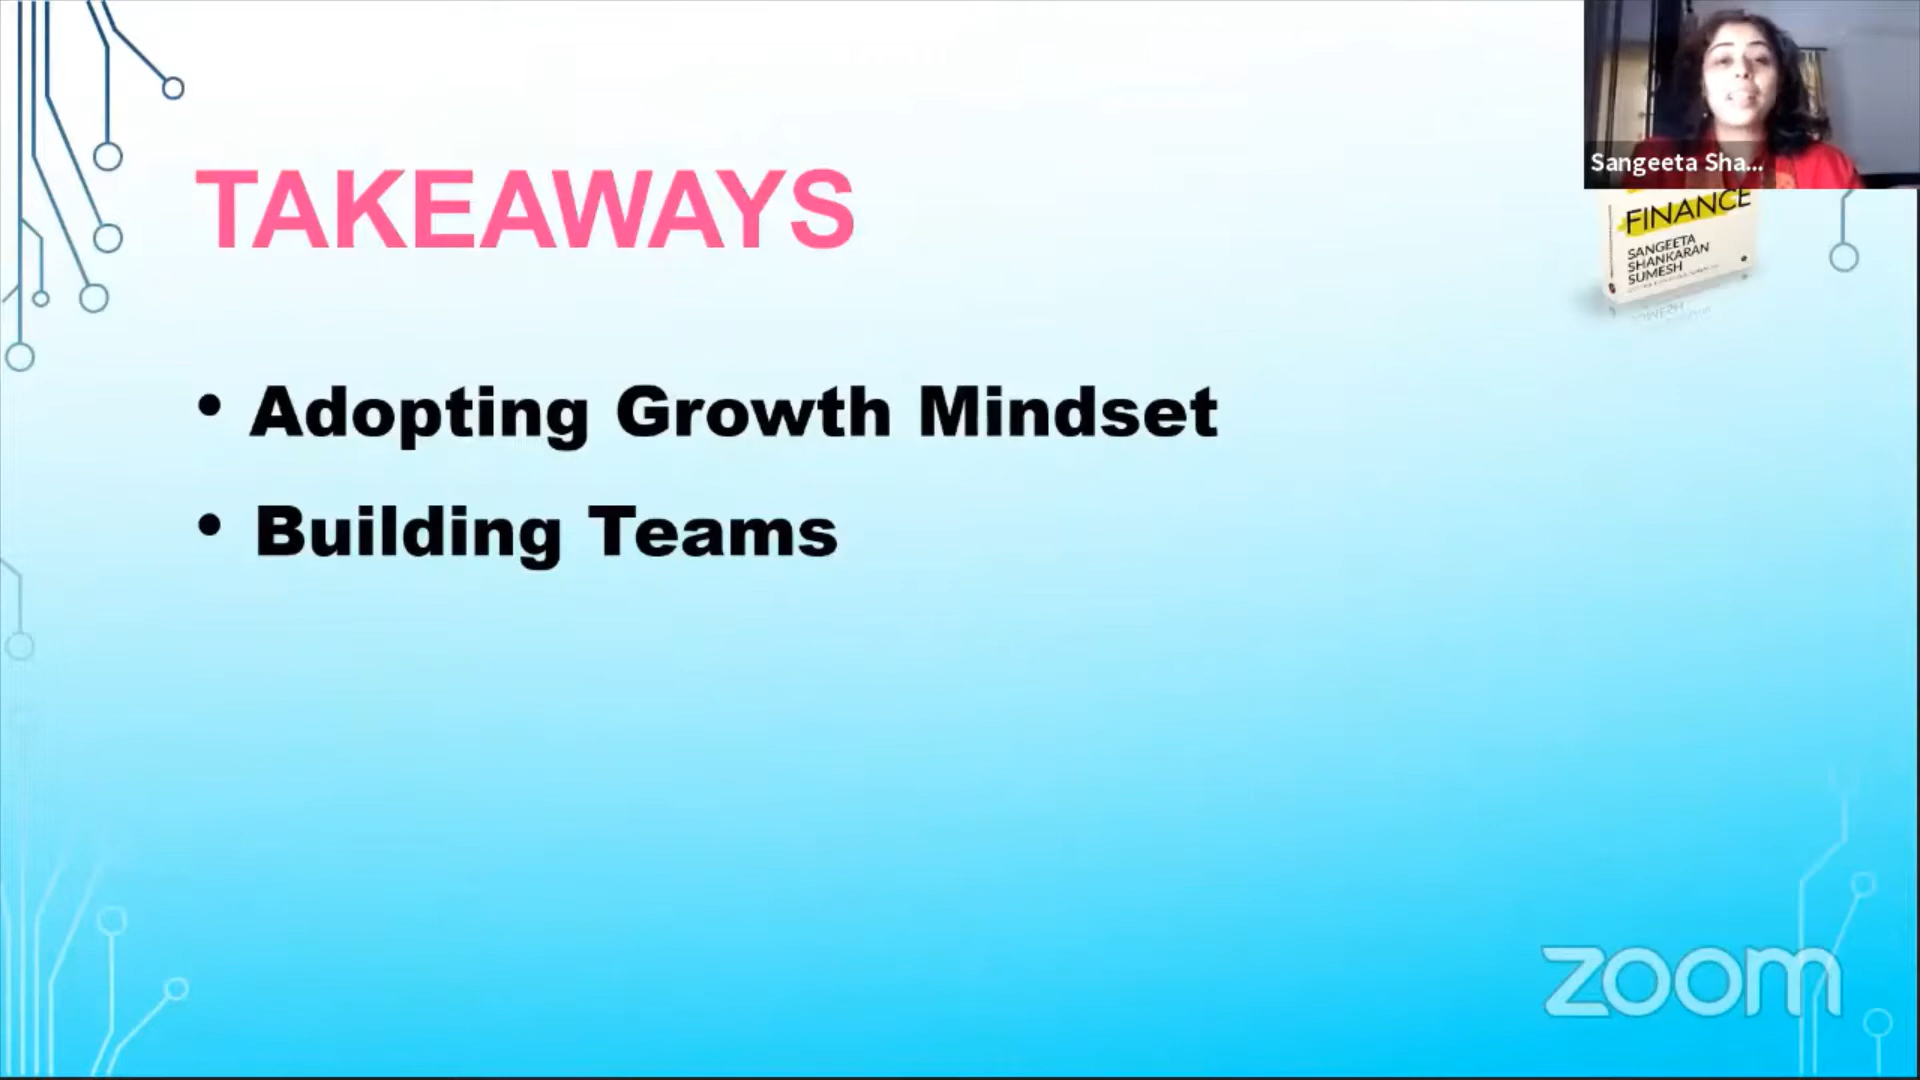 Sangeeta Sha...
FINANCE
SANGEETA
SHANKARAN
SUMESH
TAKEAWAYS
• Adopting Growth Mindset
• Building Teams
zoom